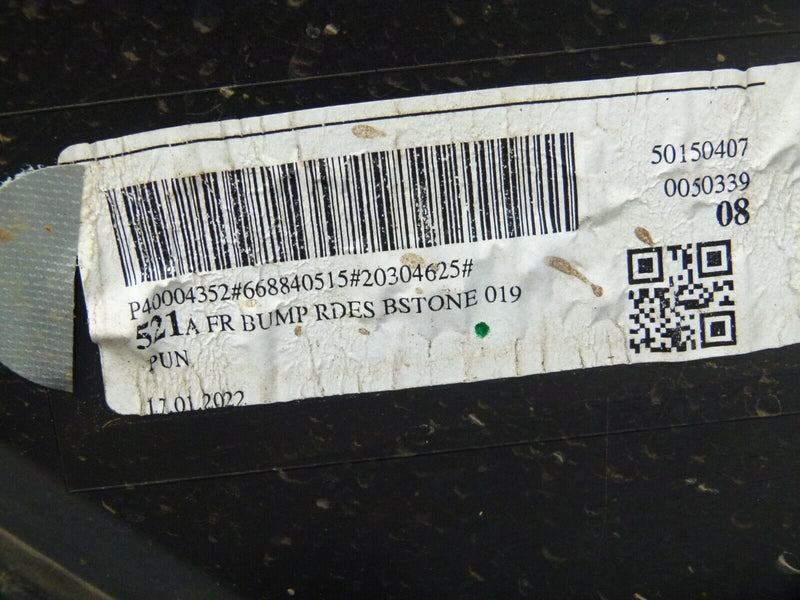 50150407
0050339
08
P40004352#668840515#20304625#
521A FR BUMP RDES BSTONE 019
PUN
17.01.2022